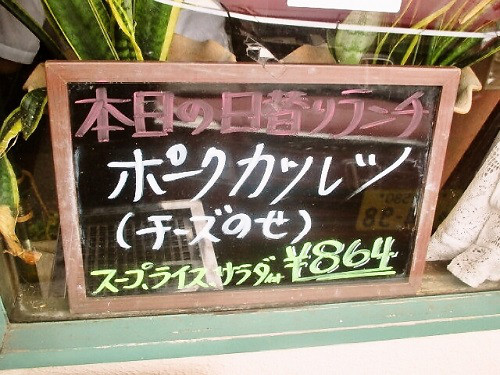 本日の日替りランチ
ポークカツレツ
(チーズのせ)
スープ、ライス、サラダ付 ¥864